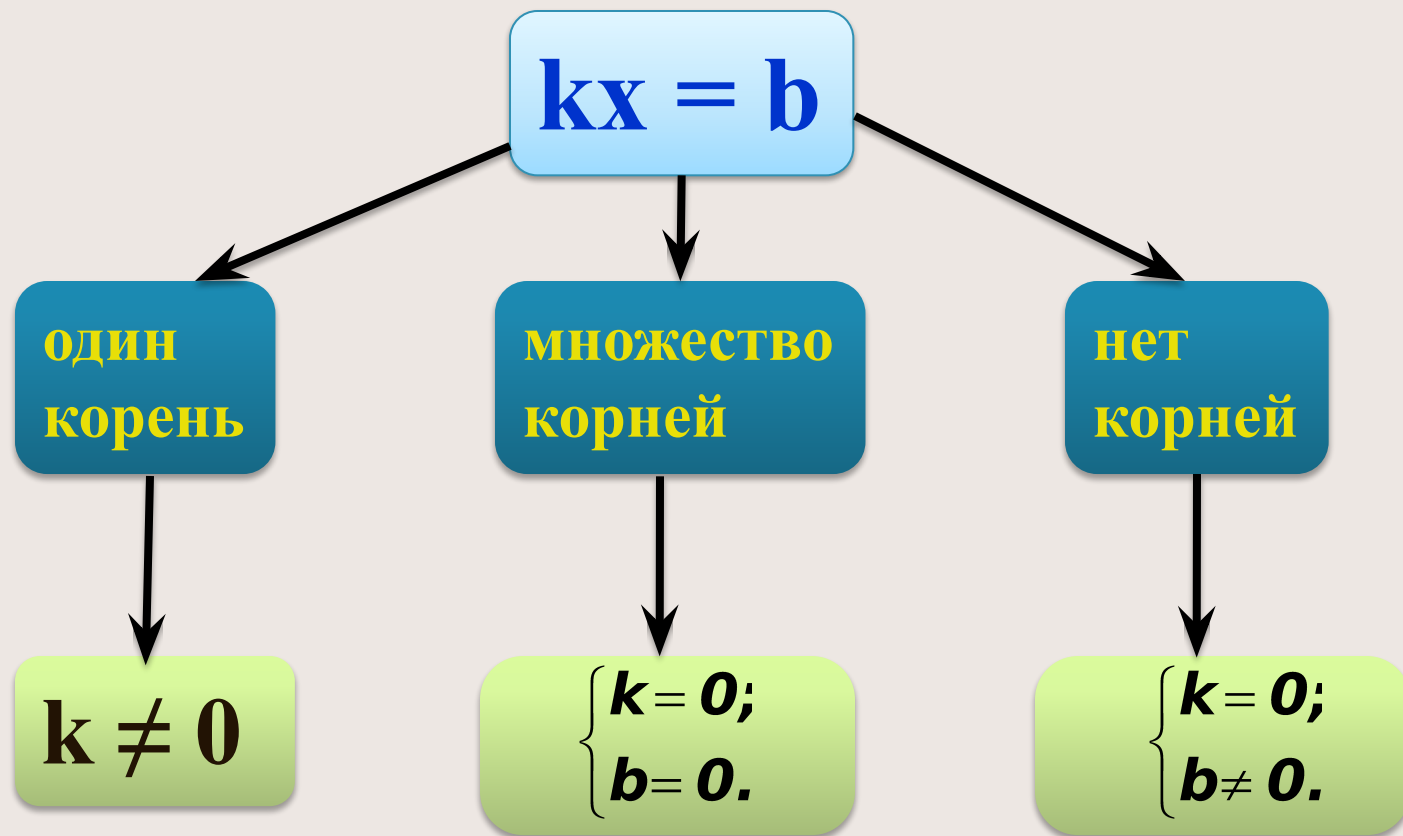 kx = b
один
корень
множество
корней
нет
корней
k ≠ 0
k = 0;
b = 0.
k = 0;
b ≠ 0.